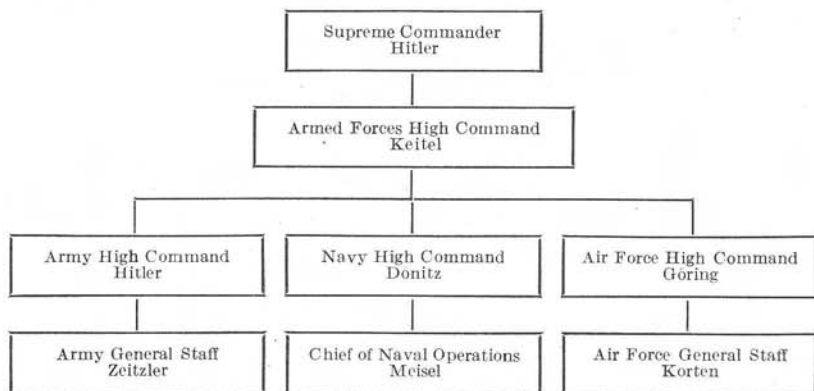 Supreme Commander
Hitler
Armed Forces High Command
Keitel
Army High Command
Hitler
Navy High Command
Donitz
Air Force High Command
Göring
Army General Staff
Zeitzler
Chief of Naval Operations
Meisel
Air Force General Staff
Korten